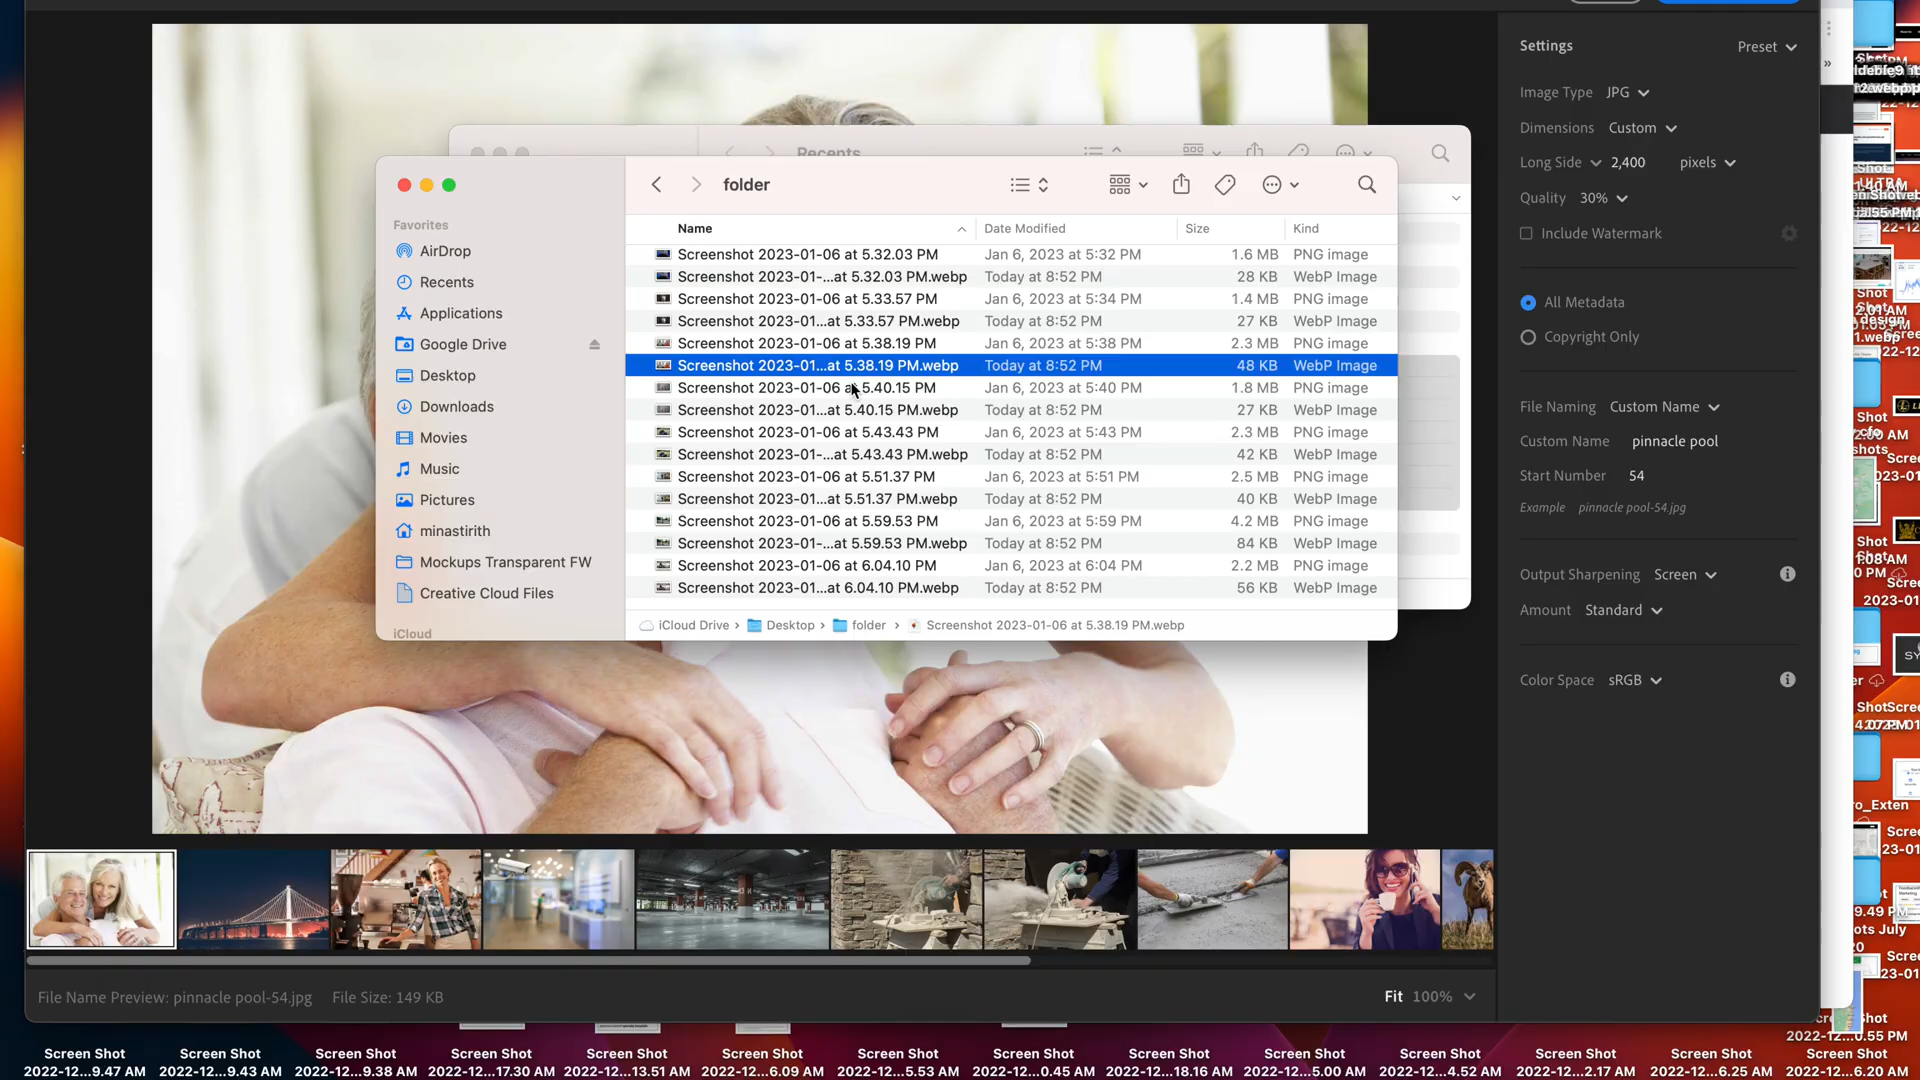 Recents
folder
Favorites
AirDrop
Recents
Applications
Google Drive
Desktop
Downloads
Movies
Music
Pictures
minastirith
Mockups Transparent FW
Creative Cloud Files
iCloud
Name Date Modified Size Kind
Screenshot 2023-01-06 at 5.32.03 PM Jan 6, 2023 at 5:32 PM 1.6 MB PNG image
Screenshot 2023-01-...at 5.32.03 PM.webp Today at 8:52 PM 28 KB WebP Image
Screenshot 2023-01-06 at 5.33.57 PM Jan 6, 2023 at 5:34 PM 1.4 MB PNG image
Screenshot 2023-01...at 5.33.57 PM.webp Today at 8:52 PM 27 KB WebP Image
Screenshot 2023-01-06 at 5.38.19 PM Jan 6, 2023 at 5:38 PM 2.3 MB PNG image
Screenshot 2023-01...at 5.38.19 PM.webp Today at 8:52 PM 48 KB WebP Image
Screenshot 2023-01-06 at 5.40.15 PM Jan 6, 2023 at 5:40 PM 1.8 MB PNG image
Screenshot 2023-01...at 5.40.15 PM.webp Today at 8:52 PM 27 KB WebP Image
Screenshot 2023-01-06 at 5.43.43 PM Jan 6, 2023 at 5:43 PM 2.3 MB PNG image
Screenshot 2023-01-...at 5.43.43 PM.webp Today at 8:52 PM 42 KB WebP Image
Screenshot 2023-01-06 at 5.51.37 PM Jan 6, 2023 at 5:51 PM 2.5 MB PNG image
Screenshot 2023-01...at 5.51.37 PM.webp Today at 8:52 PM 40 KB WebP Image
Screenshot 2023-01-06 at 5.59.53 PM Jan 6, 2023 at 5:59 PM 4.2 MB PNG image
Screenshot 2023-01-...at 5.59.53 PM.webp Today at 8:52 PM 84 KB WebP Image
Screenshot 2023-01-06 at 6.04.10 PM Jan 6, 2023 at 6:04 PM 2.2 MB PNG image
Screenshot 2023-01...at 6.04.10 PM.webp Today at 8:52 PM 56 KB WebP Image
iCloud Drive › Desktop › folder › Screenshot 2023-01-06 at 5.38.19 PM.webp
Settings Preset
Image Type JPG
Dimensions Custom
Long Side 2,400 pixels
Quality 30%
Include Watermark
All Metadata
Copyright Only
File Naming Custom Name
Custom Name pinnacle pool
Start Number 54
Example pinnacle pool-54.jpg
Output Sharpening Screen
Amount Standard
Color Space sRGB
File Name Preview: pinnacle pool-54.jpg File Size: 149 KB
Fit 100%
Screen Shot Screen Shot Screen Shot Screen Shot Screen Shot Screen Shot Screen Shot Screen Shot Screen Shot Screen Shot Screen Shot Screen Shot Screen Shot Screen Shot
2022-12...9.47 AM 2022-12...9.43 AM 2022-12...9.38 AM 2022-12...17.30 AM 2022-12...13.51 AM 2022-12...6.09 AM 2022-12...5.53 AM 2022-12...0.45 AM 2022-12...18.16 AM 2022-12...5.00 AM 2022-12...4.52 AM 2022-12...2.17 AM 2022-12...6.25 AM 2022-12...6.20 AM